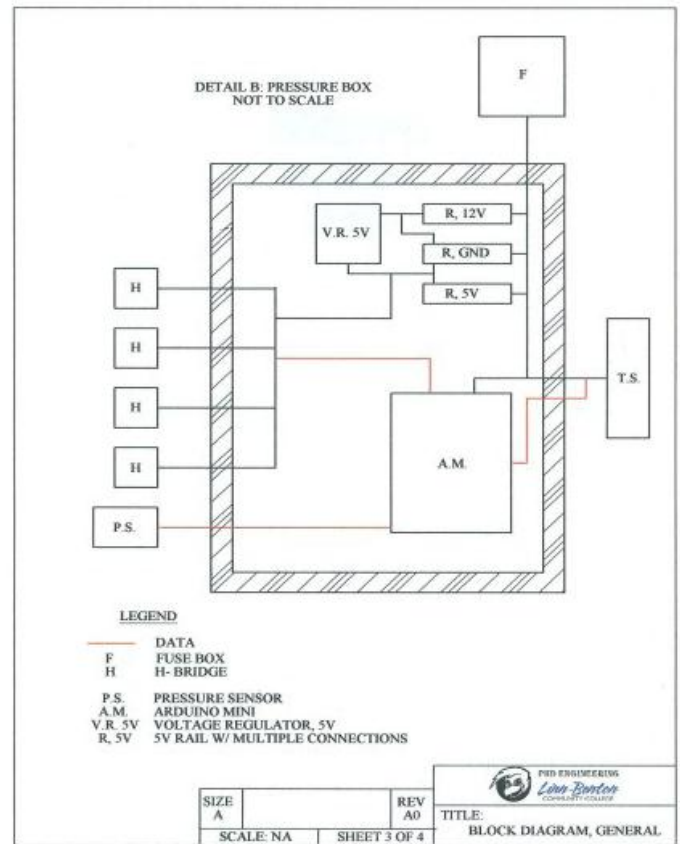 DETAIL B: PRESSURE BOX
NOT TO SCALE
F
V.R. 5V
R, 12V
R, GND
R, 5V
H
H
H
H
T.S.
A.M.
P.S.
LEGEND
DATA
F FUSE BOX
H H- BRIDGE
P.S. PRESSURE SENSOR
A.M. ARDUINO MINI
V.R. 5V VOLTAGE REGULATOR, 5V
R, 5V 5V RAIL W/ MULTIPLE CONNECTIONS
SIZE
A
REV
A0
SCALE: NA
SHEET 3 OF 4
ENGINEERING
Linn-Benton
COMMUNITY COLLEGE
TITLE:
BLOCK DIAGRAM, GENERAL